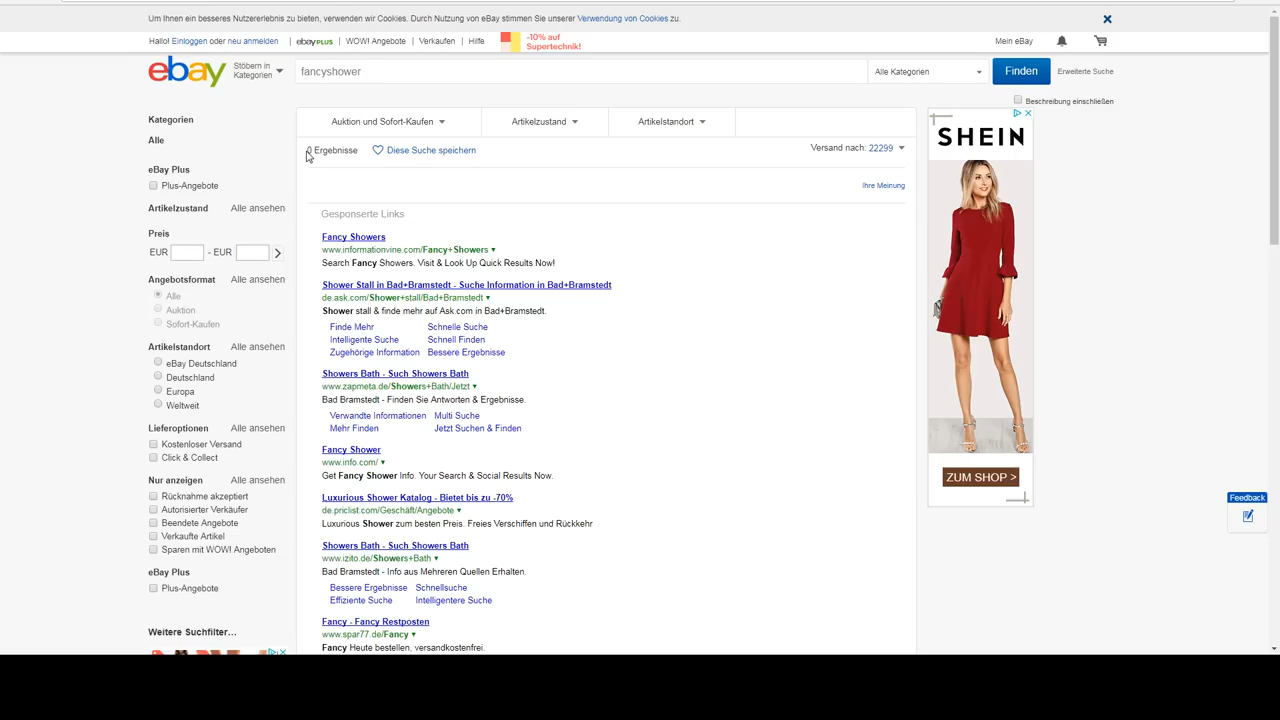 Um Ihnen ein besseres Nutzererlebnis zu bieten, verwenden wir Cookies. Durch Nutzung von eBay stimmen Sie unserer Verwendung von Cookies zu.
Hallo! Einloggen oder neu anmelden
ebay PLUS
WOW! Angebote
Verkaufen
Hilfe
-10% auf
Supertechnik!
Mein eBay
ebay
Stöbern in
Kategorien
fancyshower
Alle Kategorien
Finden
Erweiterte Suche
Beschreibung einschließen
Kategorien
Alle
eBay Plus
Plus-Angebote
Artikelzustand
Alle ansehen
Preis
EUR - EUR
Angebotsformat
Alle ansehen
Alle
Auktion
Sofort-Kaufen
Artikelstandort
Alle ansehen
eBay Deutschland
Deutschland
Europa
Weltweit
Lieferoptionen
Alle ansehen
Kostenloser Versand
Click & Collect
Nur anzeigen
Alle ansehen
Rücknahme akzeptiert
Autorisierter Verkäufer
Beendete Angebote
Verkaufte Artikel
Sparen mit WOW! Angeboten
eBay Plus
Plus-Angebote
Weitere Suchfilter...
Auktion und Sofort-Kaufen
Artikelzustand
Artikelstandort
0 Ergebnisse
Diese Suche speichern
Versand nach: 22299
Ihre Meinung
Gesponserte Links
Fancy Showers
www.informationvine.com/Fancy+Showers
Search Fancy Showers. Visit & Look Up Quick Results Now!
Shower Stall in Bad+Bramstedt - Suche Information in Bad+Bramstedt
de.ask.com/Shower+stall/Bad+Bramstedt
Shower stall & finde mehr auf Ask.com in Bad+Bramstedt.
Finde Mehr Schnelle Suche
Intelligente Suche Schnell Finden
Zugehörige Information Bessere Ergebnisse
Showers Bath - Such Showers Bath
www.zapmeta.de/Showers+Bath/Jetzt
Bad Bramstedt - Finden Sie Antworten & Ergebnisse.
Verwandte Informationen Multi Suche
Mehr Finden Jetzt Suchen & Finden
Fancy Shower
www.info.com/
Get Fancy Shower Info. Your Search & Social Results Now.
Luxurious Shower Katalog - Bietet bis zu -70%
de.priclist.com/Geschäft/Angebote
Luxurious Shower zum besten Preis. Freies Verschiffen und Rückkehr
Showers Bath - Such Showers Bath
www.izito.de/Showers+Bath
Bad Bramstedt - Info aus Mehreren Quellen Erhalten.
Bessere Ergebnisse Schnellsuche
Effiziente Suche Intelligentere Suche
Fancy - Fancy Restposten
www.spar77.de/Fancy
Fancy Heute bestellen, versandkostenfrei.
SHEIN
ZUM SHOP >
Feedback